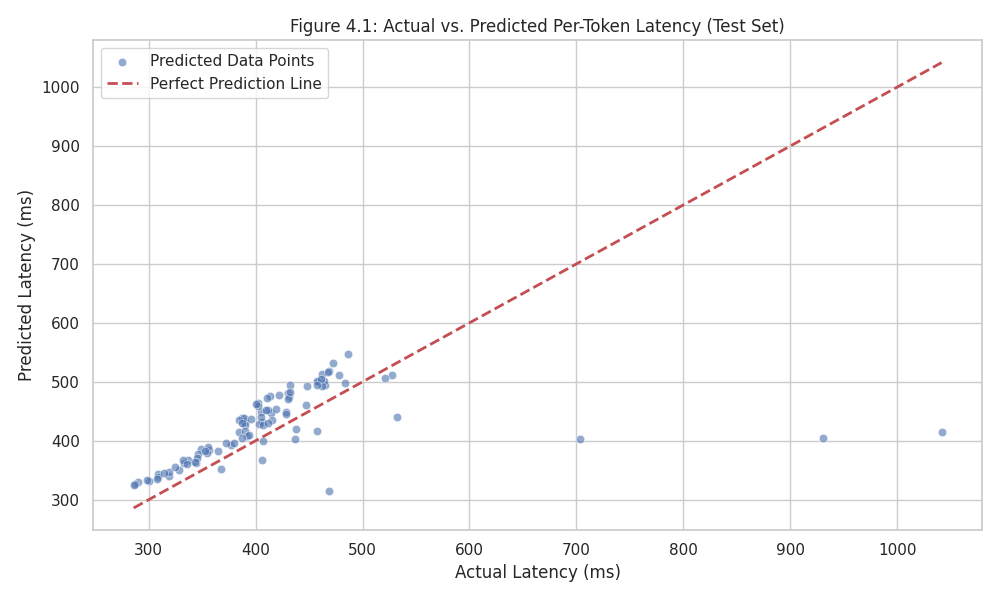 Figure 4.1: Actual vs. Predicted Per-Token Latency (Test Set)
Predicted Data Points
Perfect Prediction Line
Predicted Latency (ms)
1000
900
800
700
600
500
400
300
300 400 500 600 700 800 900 1000
Actual Latency (ms)